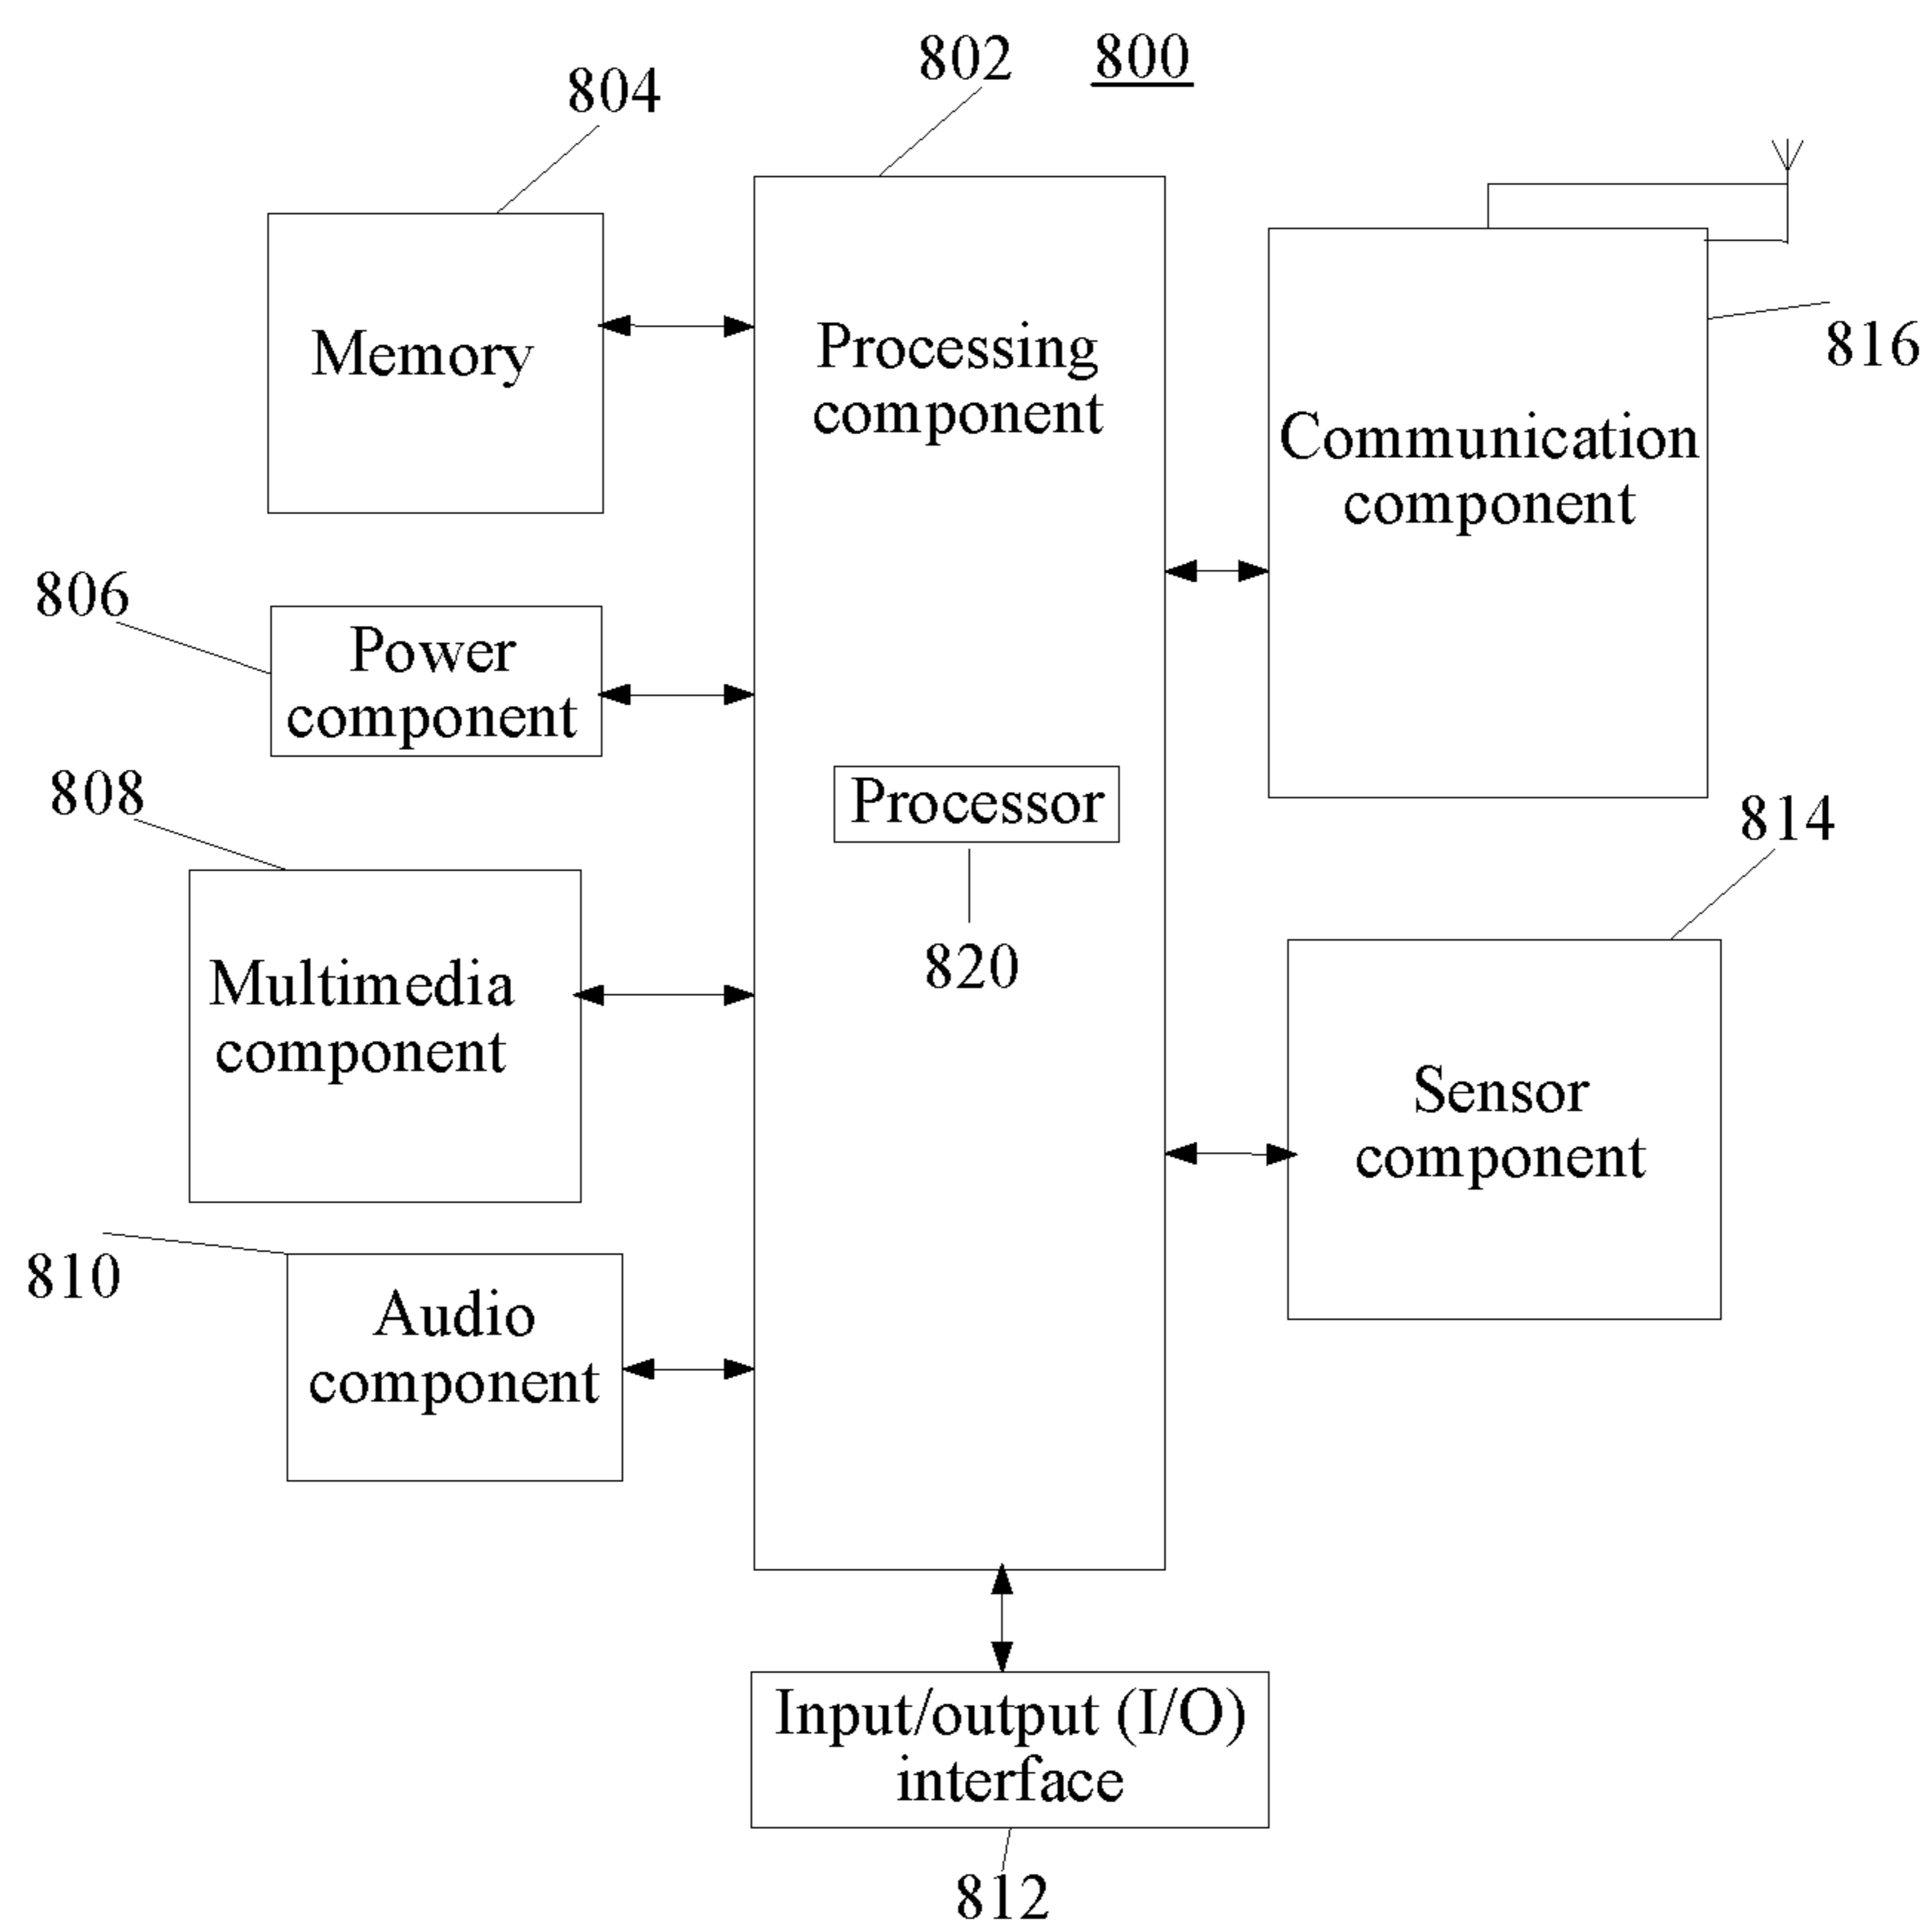 802
800
804
Memory
Processing
component
816
Communication
component
806
Power
component
808
Processor
814
820
Multimedia
component
Sensor
component
810
Audio
component
Input/output (I/O)
interface
812